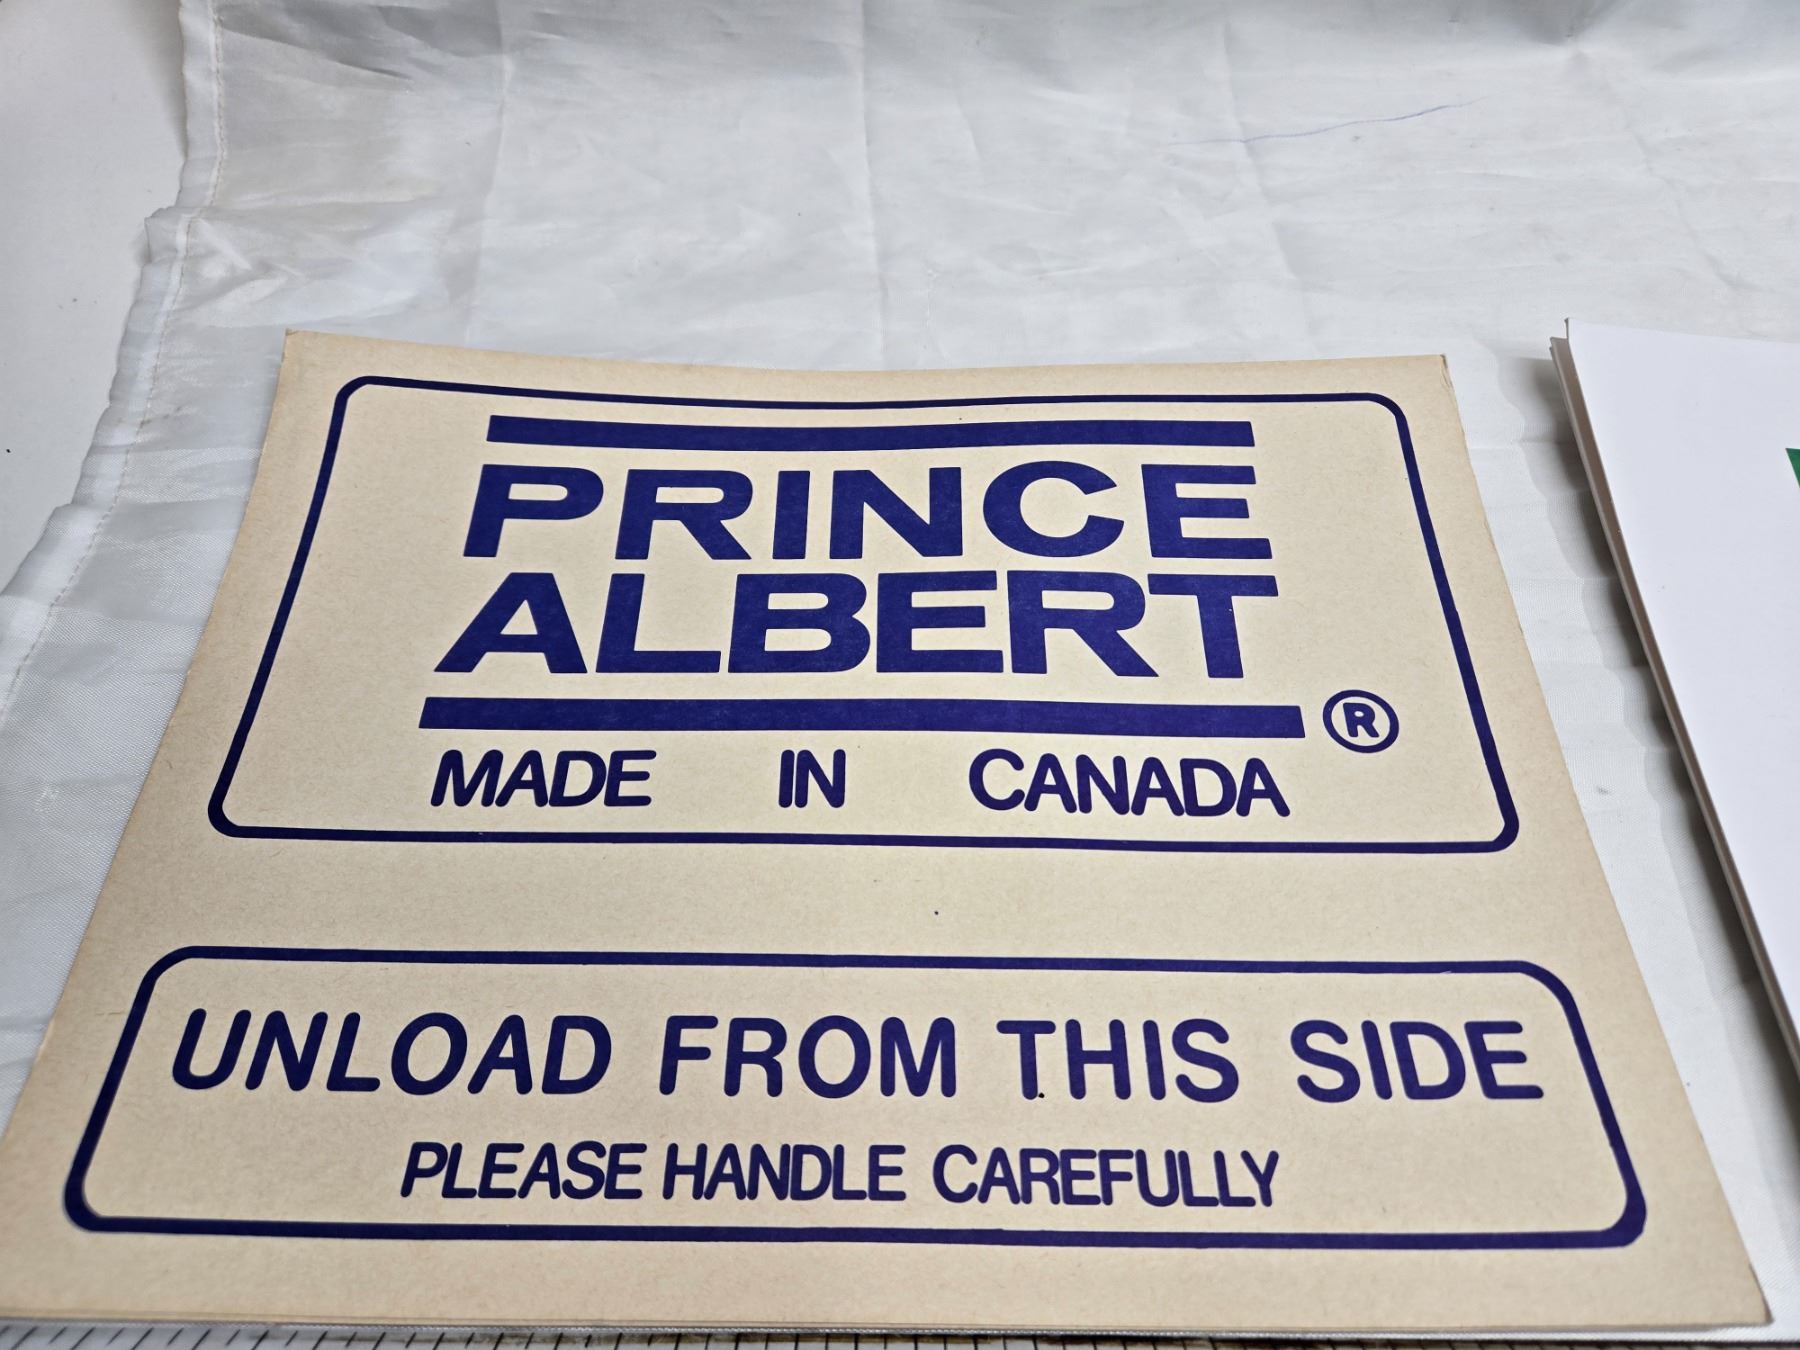 PRINCE
ALBERT
®
MADE IN CANADA
UNLOAD FROM THIS SIDE
PLEASE HANDLE CAREFULLY